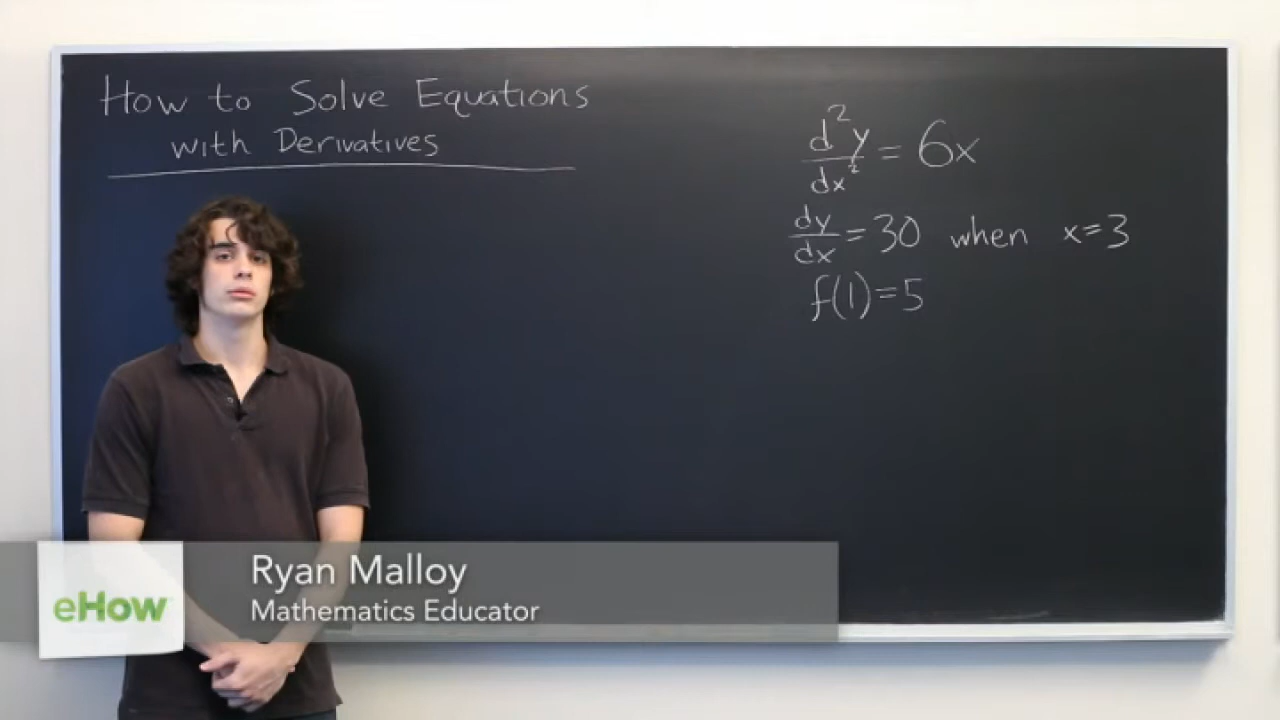 How to Solve Equations
with Derivatives
d²y/dx² = 6x
dy/dx = 30 when x=3
f(1)=5
eHow
Ryan Malloy
Mathematics Educator